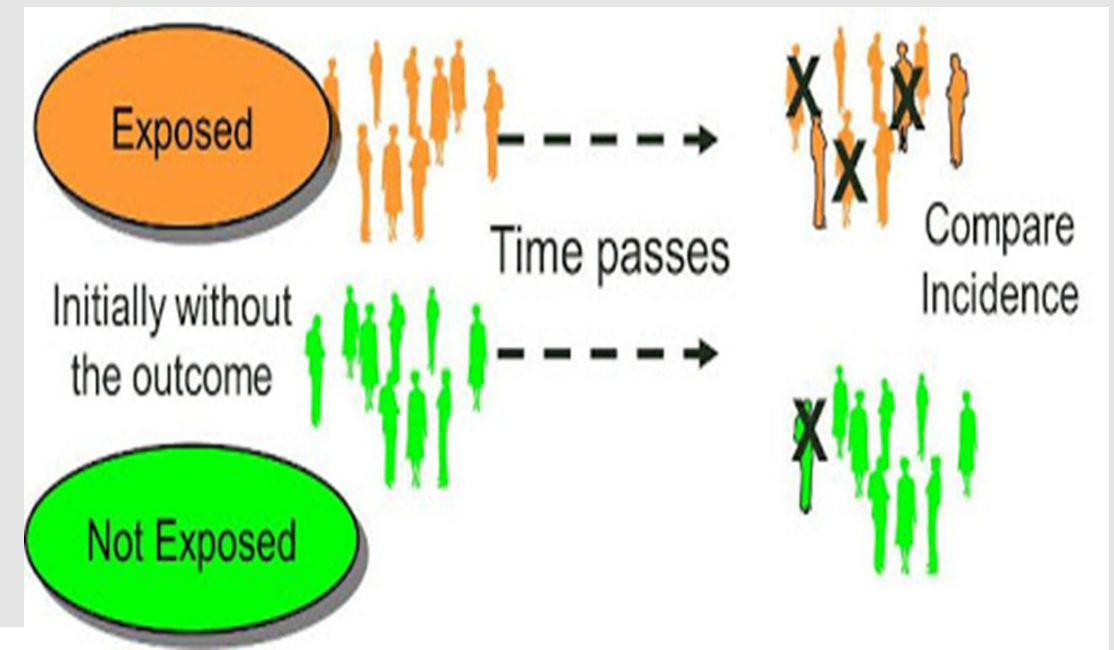 Exposed
Time passes
Compare
Incidence
Initially without
the outcome
Not Exposed
X
X
X
X